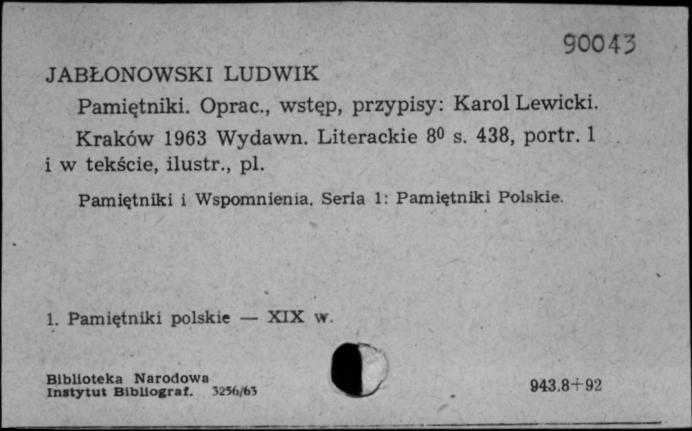 90043
JABŁONOWSKI LUDWIK
Pamiętniki. Oprac., wstęp, przypisy: Karol Lewicki.
Kraków 1963 Wydawn. Literackie 8⁰ s. 438, portr. 1
i w tekście, ilustr., pl.
Pamiętniki i Wspomnienia. Seria 1: Pamiętniki Polskie.
1. Pamiętniki polskie — XIX w.
Biblioteka Narodowa
Instytut Bibliograf. 3256/63
943.8+92